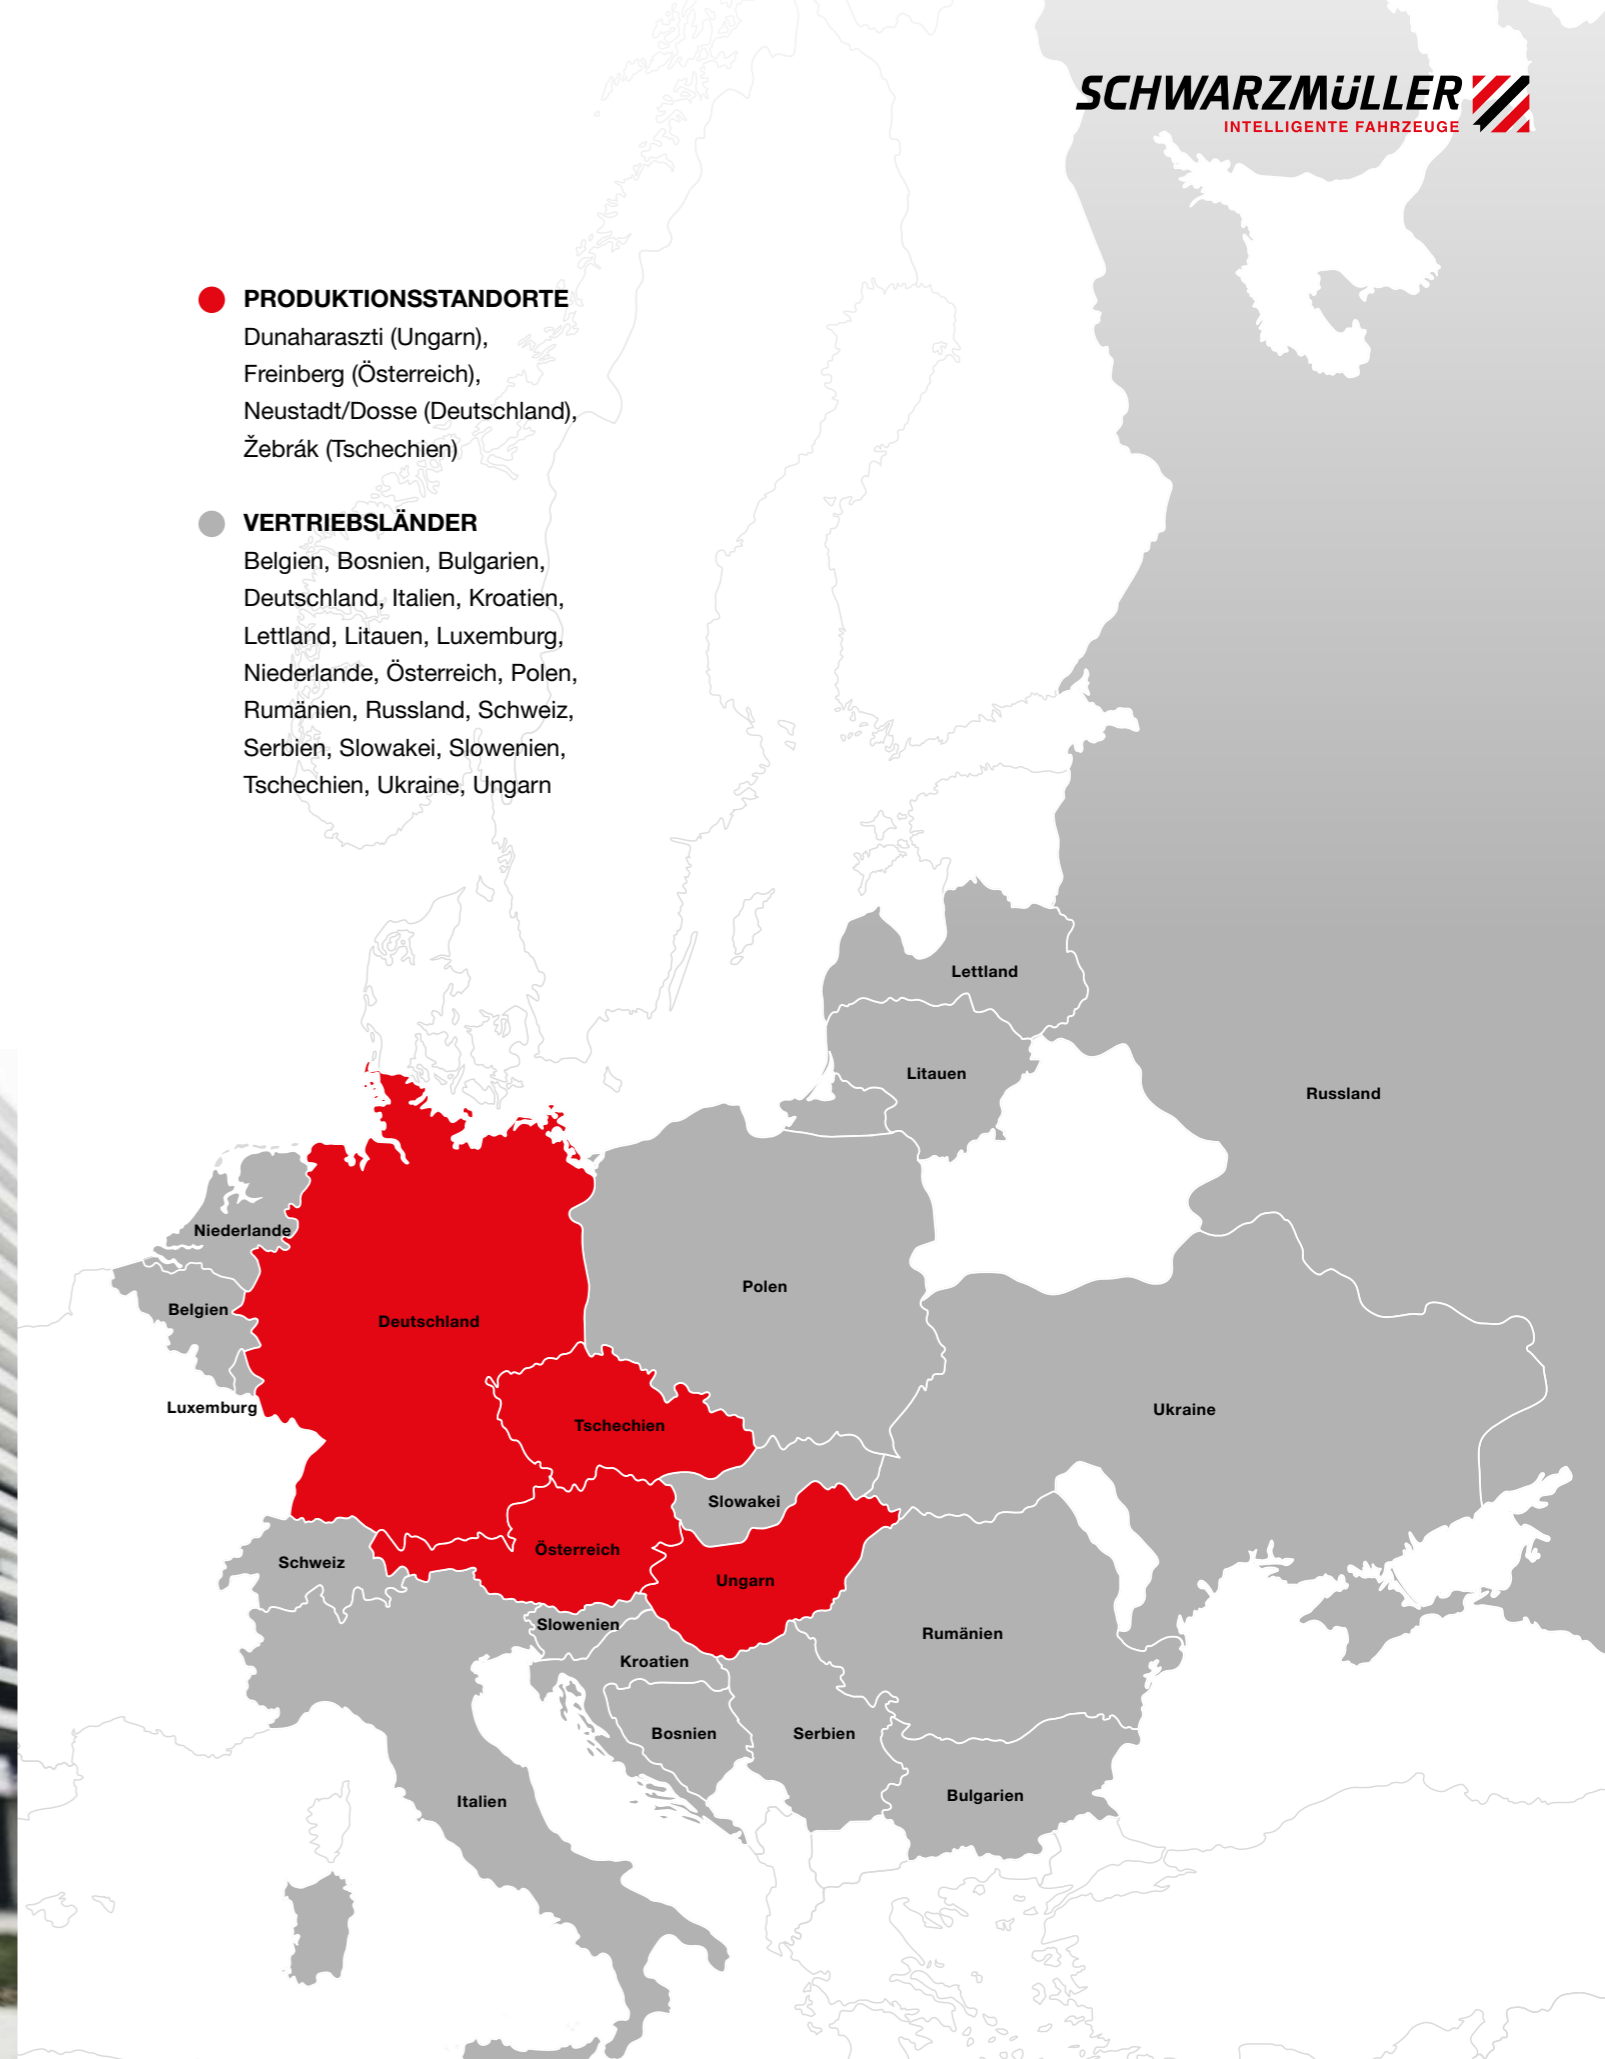 SCHWARZMÜLLER
INTELLIGENTE FAHRZEUGE
PRODUKTIONSSTANDORTE
Dunaharaszti (Ungarn),
Freinberg (Österreich),
Neustadt/Dosse (Deutschland),
Žebrák (Tschechien)
VERTRIEBSLÄNDER
Belgien, Bosnien, Bulgarien,
Deutschland, Italien, Kroatien,
Lettland, Litauen, Luxemburg,
Niederlande, Österreich, Polen,
Rumänien, Russland, Schweiz,
Serbien, Slowakei, Slowenien,
Tschechien, Ukraine, Ungarn
Lettland
Litauen
Russland
Niederlande
Polen
Belgien
Deutschland
Luxemburg
Ukraine
Tschechien
Slowakei
Österreich
Schweiz
Ungarn
Slowenien
Rumänien
Kroatien
Bosnien
Serbien
Bulgarien
Italien